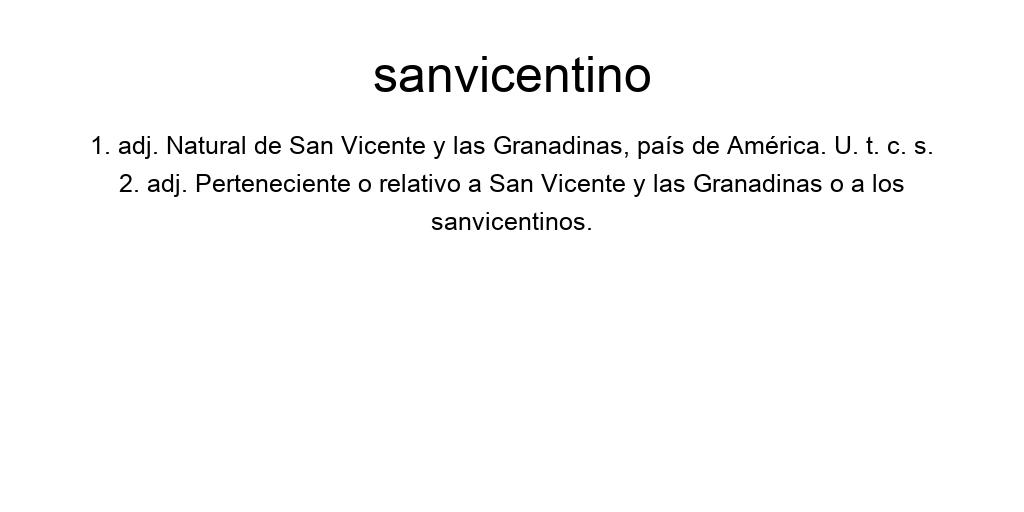 sanvicentino
1. adj. Natural de San Vicente y las Granadinas, país de América. U. t. c. s.
2. adj. Perteneciente o relativo a San Vicente y las Granadinas o a los
sanvicentinos.